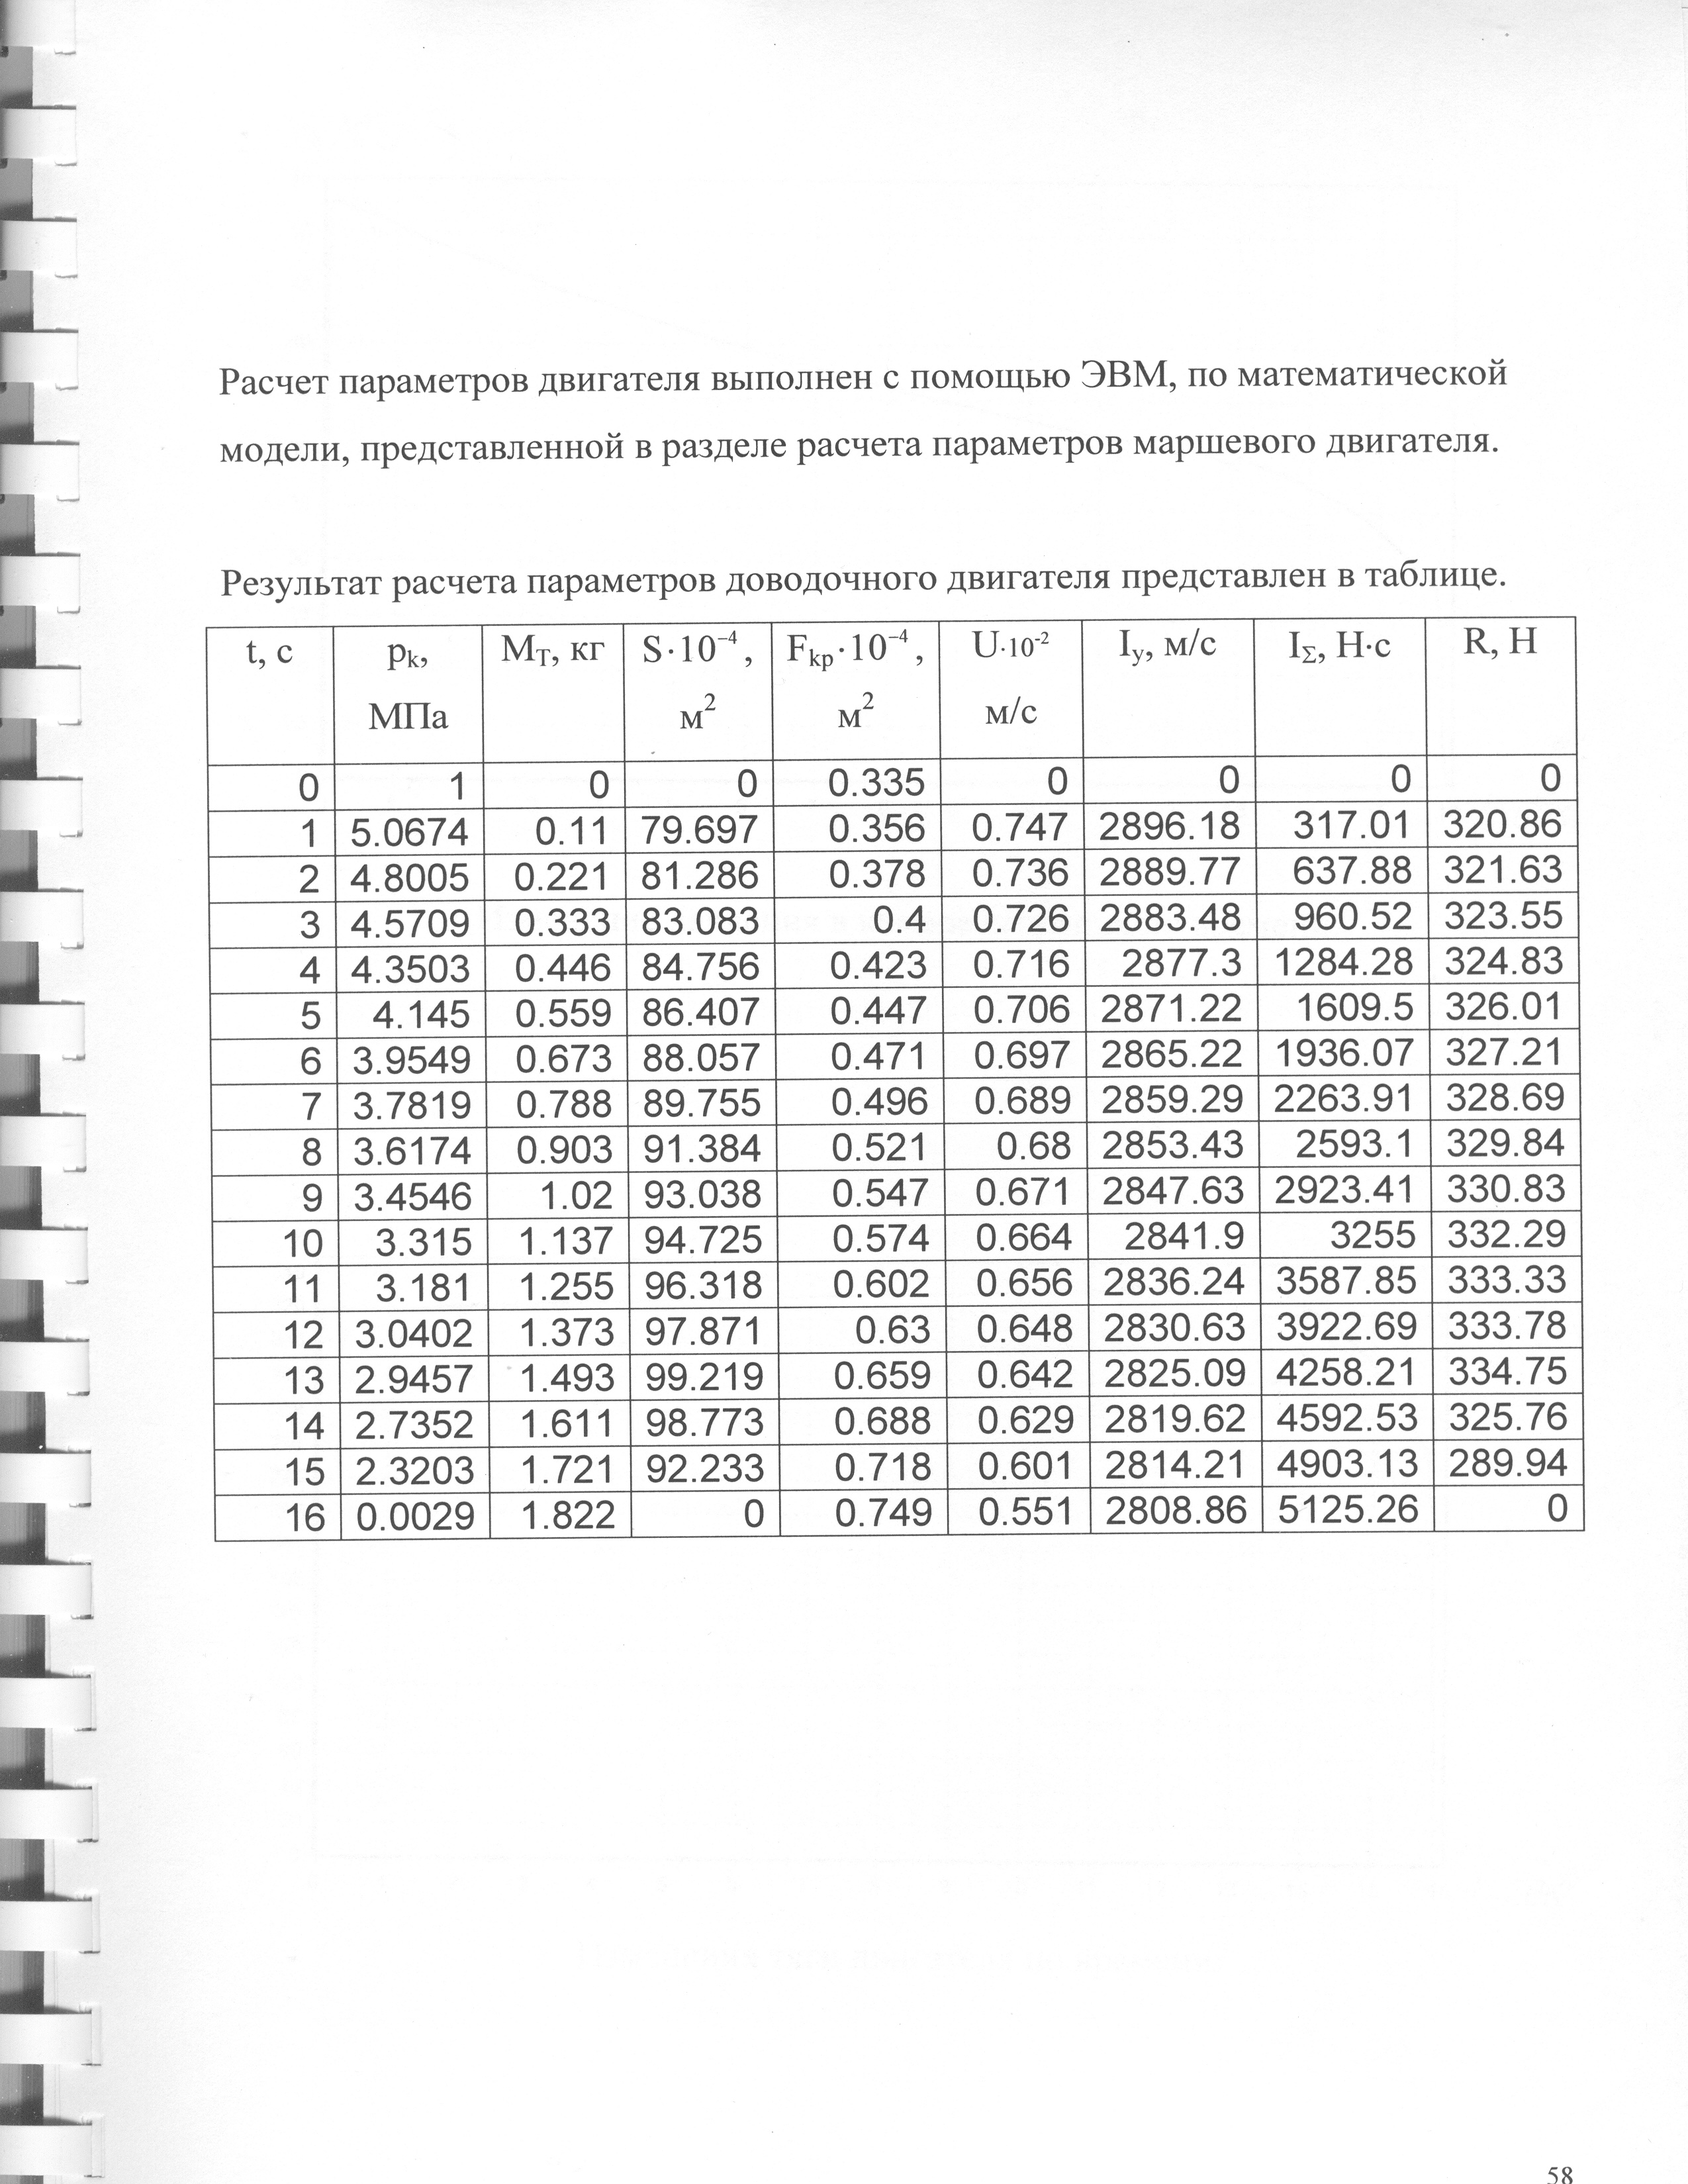 Расчет параметров двигателя выполнен с помощью ЭВМ, по математической
модели, представленной в разделе расчета параметров маршевого двигателя.
Результат расчета параметров доводочного двигателя представлен в таблице.
t, с pk, МПа MТ, кг S·10⁻⁴, м² Fkp·10⁻⁴, м² U·10⁻² м/с Iy, м/с IΣ, Н·с R, Н
0 1 0 0 0.335 0 0 0 0
1 5.0674 0.11 79.697 0.356 0.747 2896.18 317.01 320.86
2 4.8005 0.221 81.286 0.378 0.736 2889.77 637.88 321.63
3 4.5709 0.333 83.083 0.4 0.726 2883.48 960.52 323.55
4 4.3503 0.446 84.756 0.423 0.716 2877.3 1284.28 324.83
5 4.145 0.559 86.407 0.447 0.706 2871.22 1609.5 326.01
6 3.9549 0.673 88.057 0.471 0.697 2865.22 1936.07 327.21
7 3.7819 0.788 89.755 0.496 0.689 2859.29 2263.91 328.69
8 3.6174 0.903 91.384 0.521 0.68 2853.43 2593.1 329.84
9 3.4546 1.02 93.038 0.547 0.671 2847.63 2923.41 330.83
10 3.315 1.137 94.725 0.574 0.664 2841.9 3255 332.29
11 3.181 1.255 96.318 0.602 0.656 2836.24 3587.85 333.33
12 3.0402 1.373 97.871 0.63 0.648 2830.63 3922.69 333.78
13 2.9457 1.493 99.219 0.659 0.642 2825.09 4258.21 334.75
14 2.7352 1.611 98.773 0.688 0.629 2819.62 4592.53 325.76
15 2.3203 1.721 92.233 0.718 0.601 2814.21 4903.13 289.94
16 0.0029 1.822 0 0.749 0.551 2808.86 5125.26 0
58